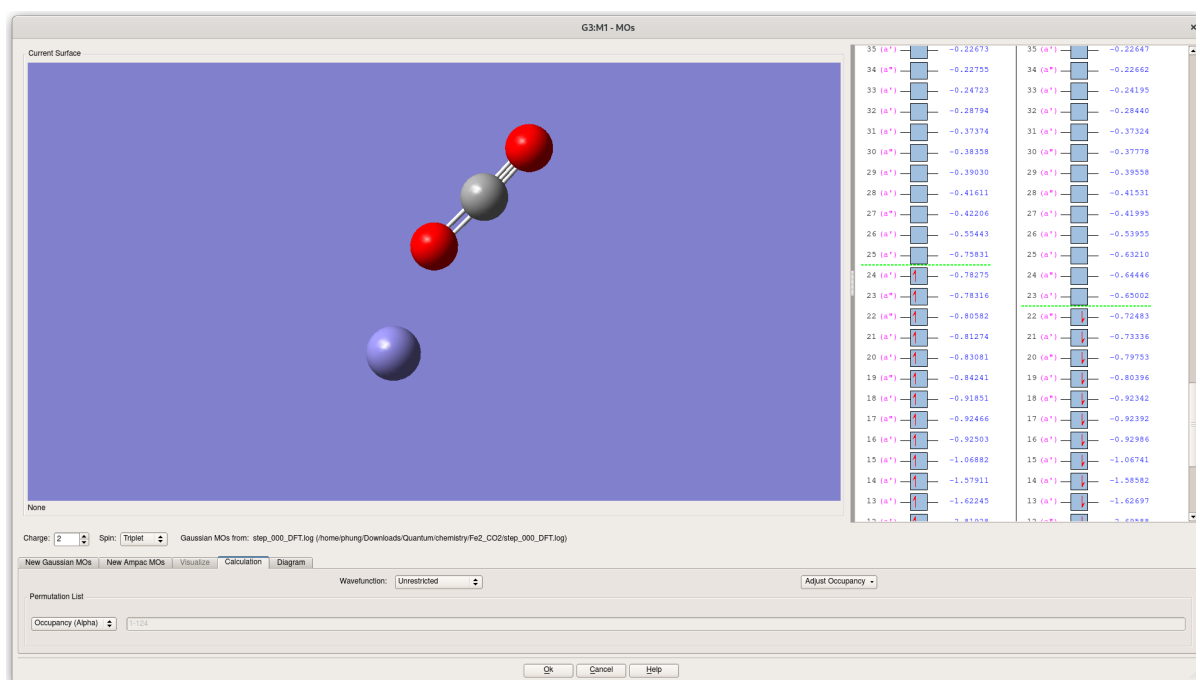 G3:M1 - MOs
Current Surface
35 (a') -0.22673 35 (a') -0.22647
34 (a") -0.22755 34 (a") -0.22662
33 (a') -0.24723 33 (a') -0.24195
32 (a') -0.28794 32 (a') -0.28440
31 (a') -0.37374 31 (a') -0.37324
30 (a") -0.38358 30 (a") -0.37778
29 (a') -0.39030 29 (a') -0.39558
28 (a') -0.41611 28 (a') -0.41531
27 (a") -0.42206 27 (a") -0.41995
26 (a') -0.55443 26 (a') -0.53955
25 (a') -0.75831 25 (a') -0.63210
24 (a') -0.78275 24 (a") -0.64446
23 (a") -0.78316 23 (a') -0.65002
22 (a") -0.80582 22 (a") -0.72483
21 (a') -0.81274 21 (a') -0.73336
20 (a') -0.83081 20 (a") -0.79753
19 (a") -0.84241 19 (a') -0.80396
18 (a') -0.91851 18 (a") -0.92342
17 (a") -0.92466 17 (a') -0.92392
16 (a') -0.92503 16 (a') -0.92986
15 (a') -1.06882 15 (a') -1.06741
14 (a') -1.57911 14 (a') -1.58582
13 (a') -1.62245 13 (a') -1.62697
None
Charge: 2 Spin: Triplet Gaussian MOs from: step_000_DFT.log (/home/phung/Downloads/Quantum/chemistry/Fe2_CO2/step_000_DFT.log)
New Gaussian MOs New Ampac MOs Visualize Calculation Diagram
Wavefunction: Unrestricted Adjust Occupancy
Permutation List
Occupancy (Alpha) 1-124
Ok Cancel Help